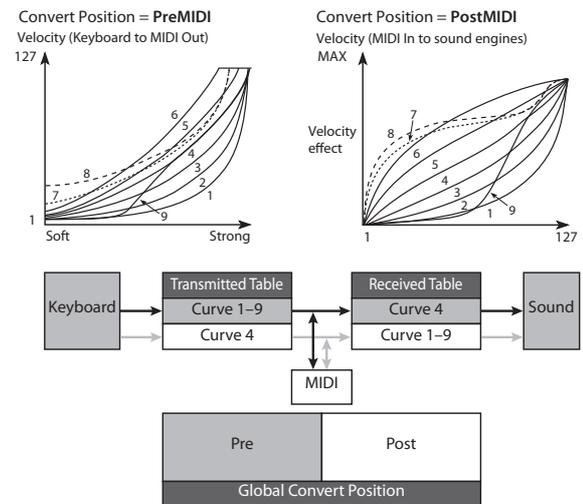 Convert Position = PreMIDI
Velocity (Keyboard to MIDI Out)
127
6
5
4
3
2
1
8
7
9
1
Soft
Strong
Convert Position = PostMIDI
Velocity (MIDI In to sound engines)
MAX
Velocity
effect
7
8
6
5
4
3
2
1
9
1
127
Keyboard
Transmitted Table
Curve 1–9
Curve 4
Received Table
Curve 4
Curve 1–9
Sound
MIDI
Pre
Post
Global Convert Position